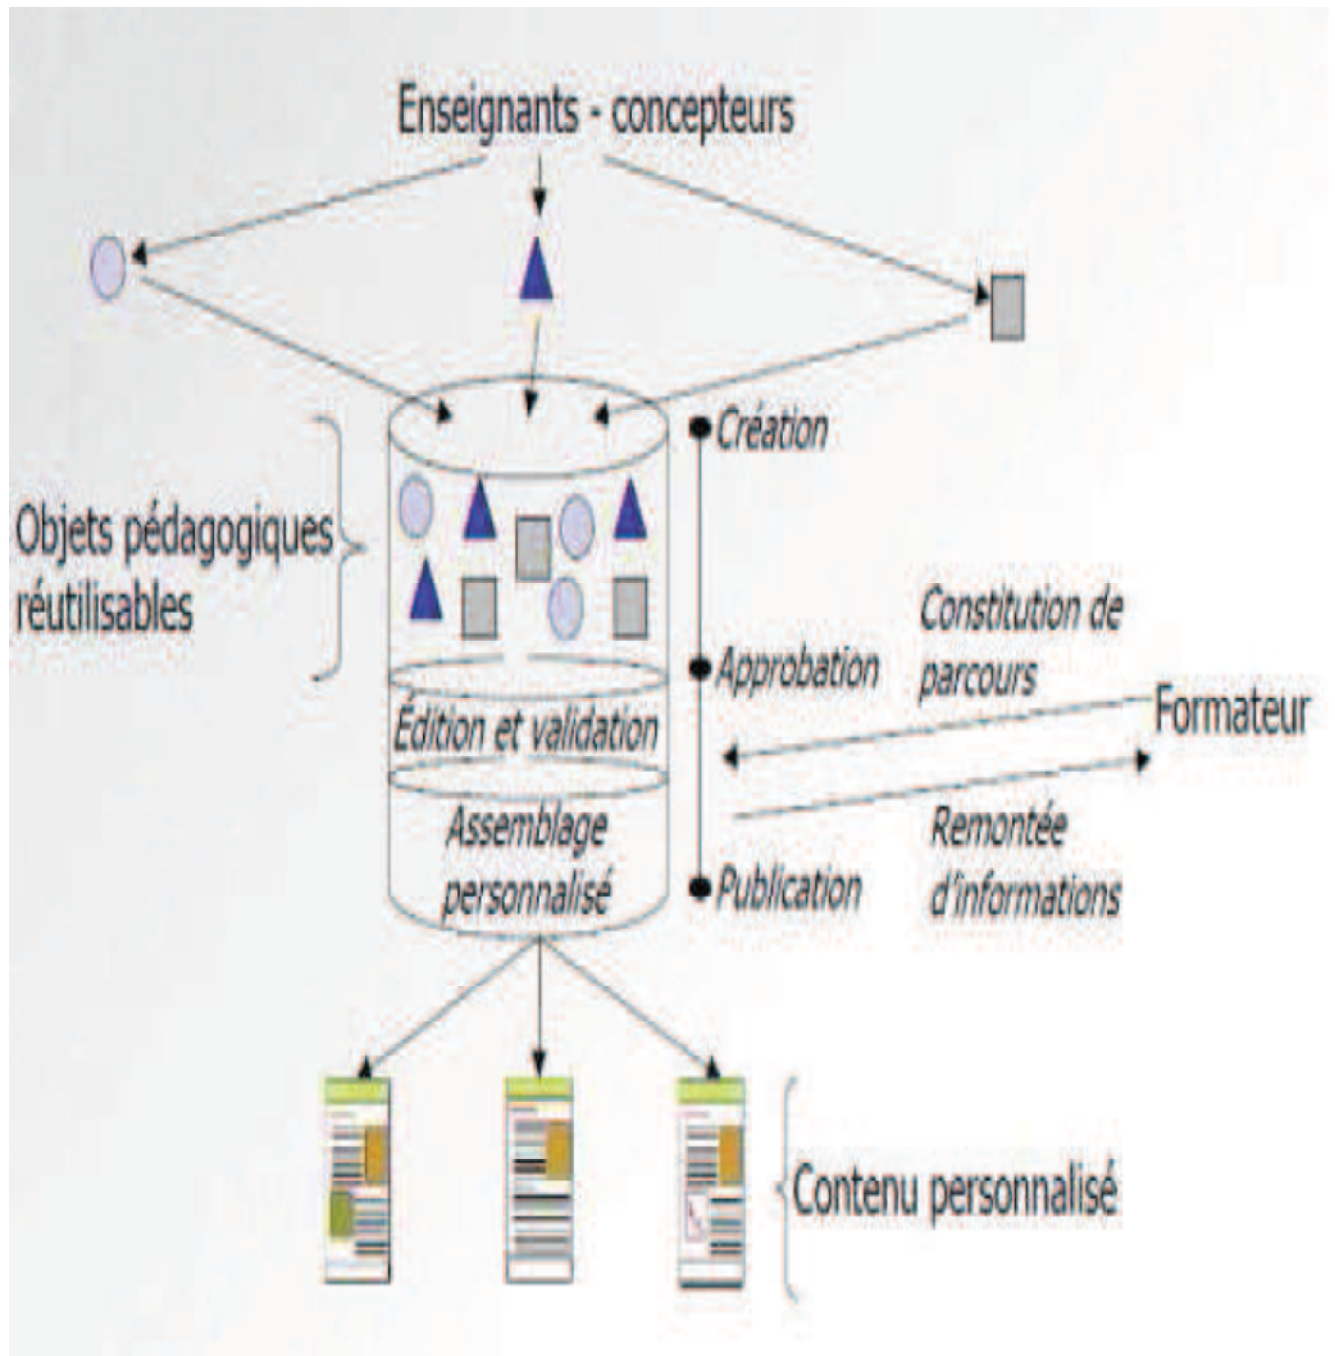 Enseignants - concepteurs
Création
Objets pédagogiques
réutilisables
Constitution de
parcours
Approbation
Formateur
Édition et validation
Assemblage
personnalisé
Remontée
d'informations
Publication
Contenu personnalisé